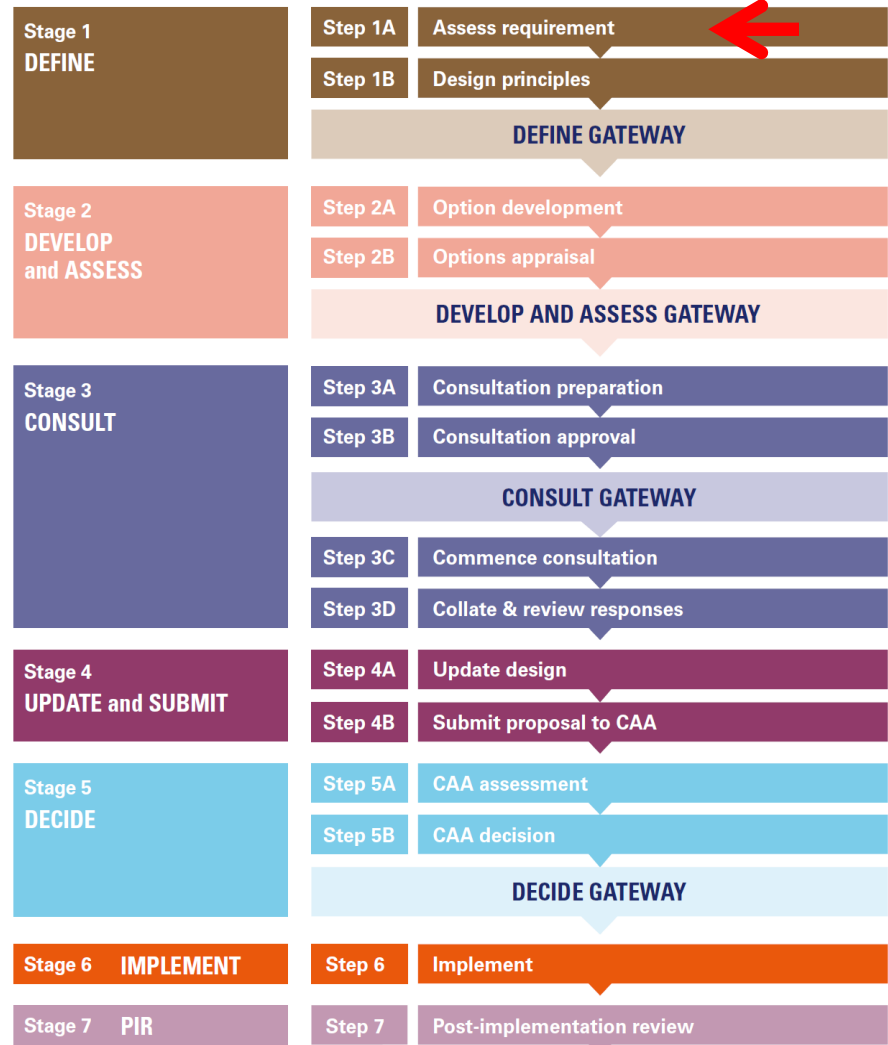 Stage 1
DEFINE
Step 1A Assess requirement
Step 1B Design principles
DEFINE GATEWAY
Stage 2
DEVELOP
and ASSESS
Step 2A Option development
Step 2B Options appraisal
DEVELOP AND ASSESS GATEWAY
Stage 3
CONSULT
Step 3A Consultation preparation
Step 3B Consultation approval
CONSULT GATEWAY
Step 3C Commence consultation
Step 3D Collate & review responses
Stage 4
UPDATE and SUBMIT
Step 4A Update design
Step 4B Submit proposal to CAA
Stage 5
DECIDE
Step 5A CAA assessment
Step 5B CAA decision
DECIDE GATEWAY
Stage 6 IMPLEMENT Step 6 Implement
Stage 7 PIR Step 7 Post-implementation review